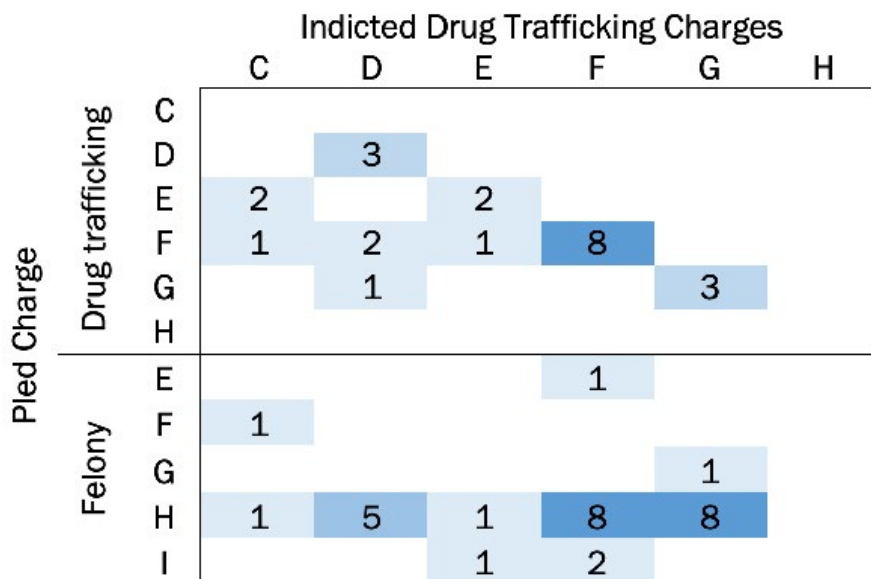 Indicted Drug Trafficking Charges
C D E F G H
Pled Charge
Drug trafficking
C
D 3
E 2 2
F 1 2 1 8
G 1 3
H
Felony
E 1
F 1
G 1
H 1 5 1 8 8
I 1 2